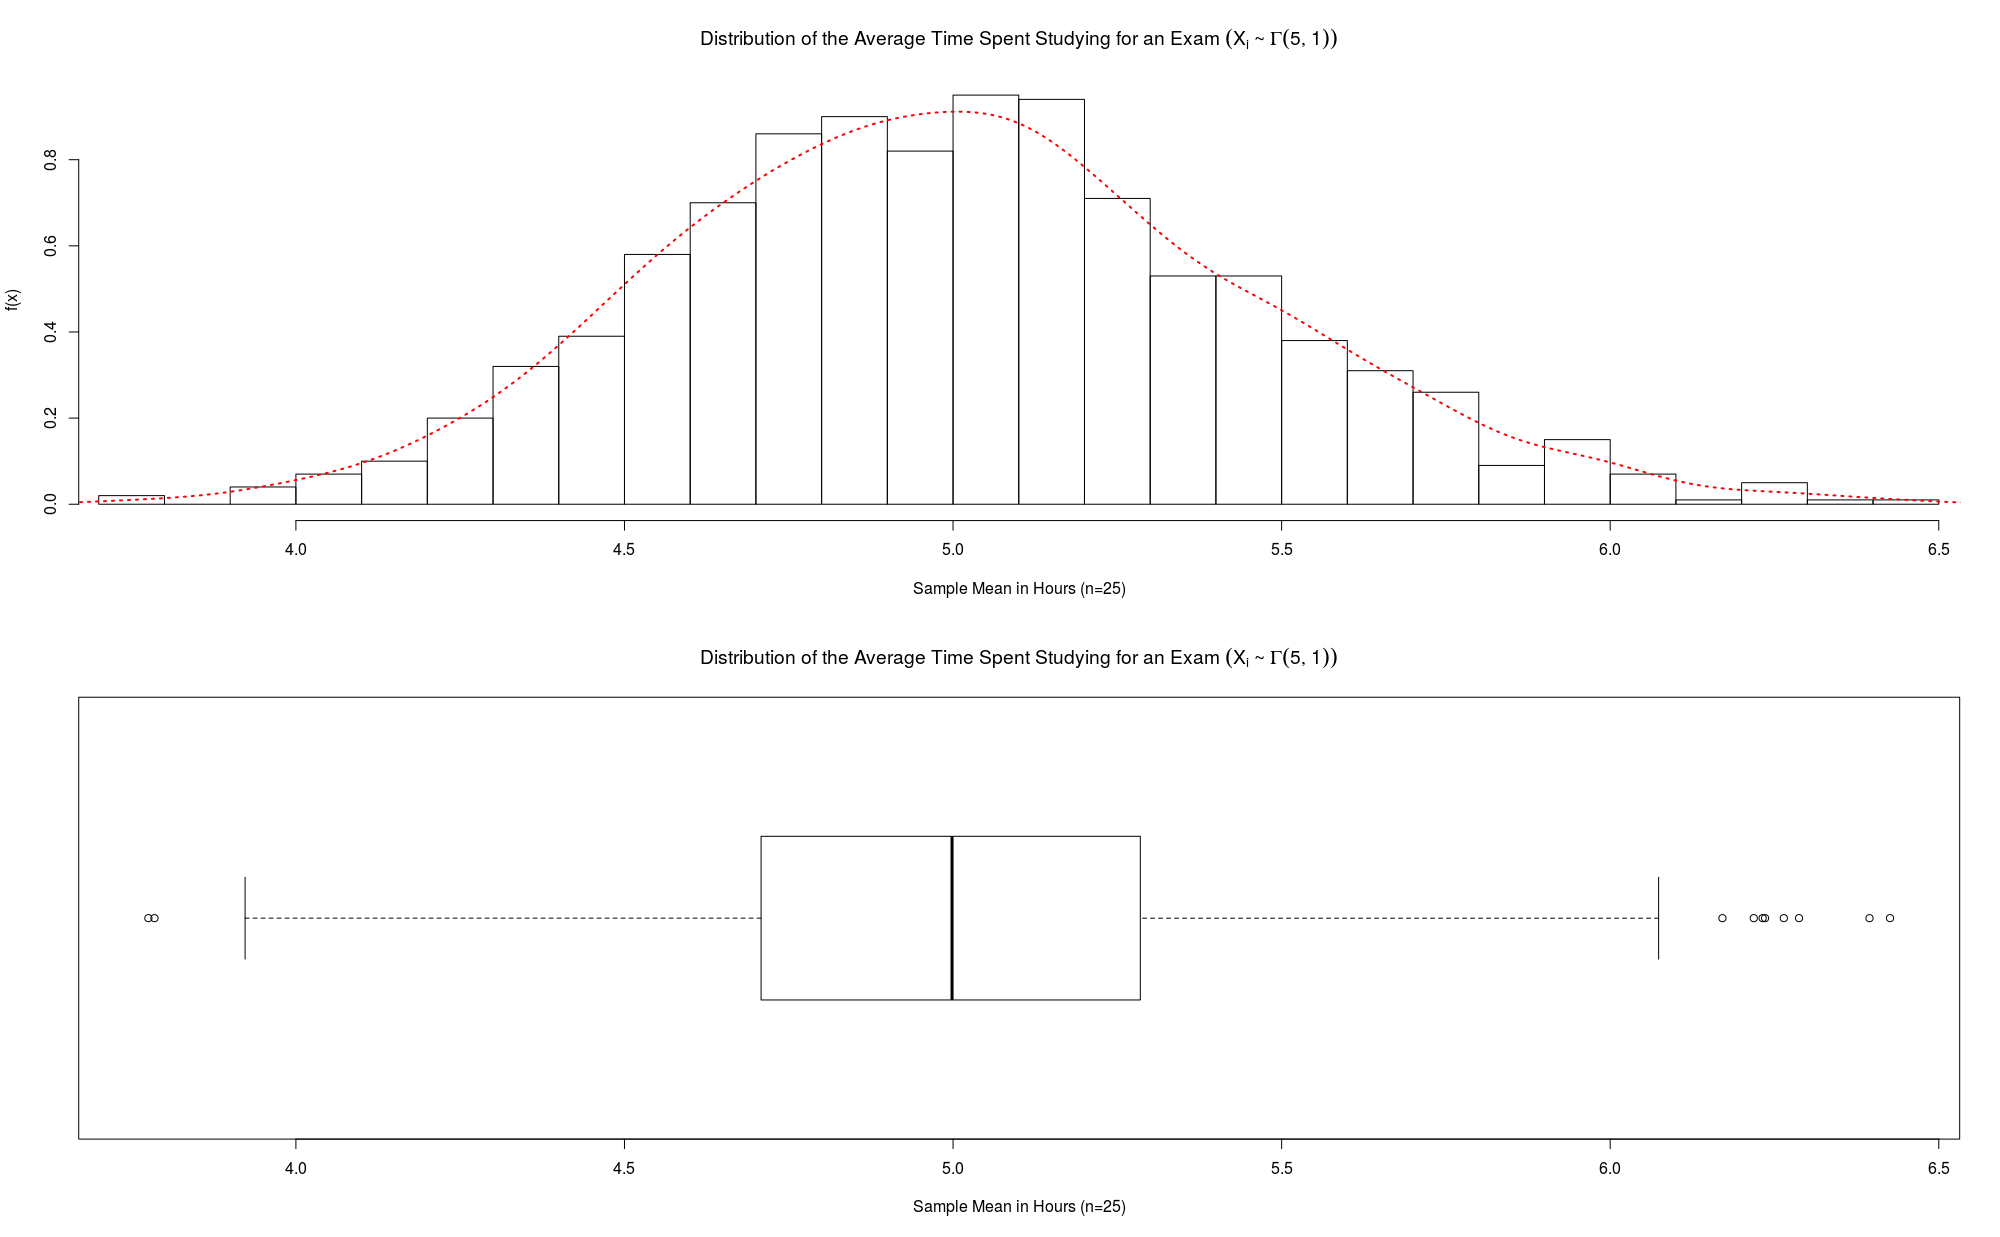 Distribution of the Average Time Spent Studying for an Exam (Xi ~ Γ(5, 1))
f(x)
0.8
0.6
0.4
0.2
0.0
4.0 4.5 5.0 5.5 6.0 6.5
Sample Mean in Hours (n=25)
Distribution of the Average Time Spent Studying for an Exam (Xi ~ Γ(5, 1))
4.0 4.5 5.0 5.5 6.0 6.5
Sample Mean in Hours (n=25)